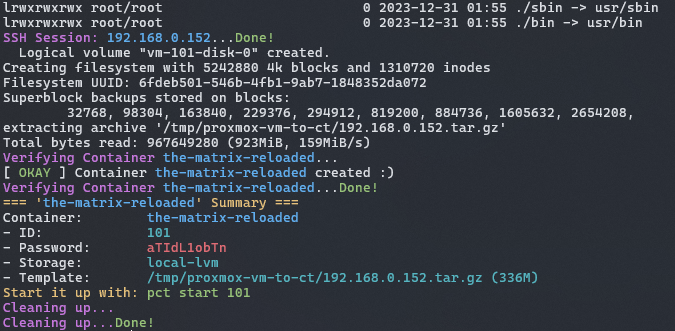 lrwxrwxrwx root/root 0 2023-12-31 01:55 ./sbin -> usr/sbin
lrwxrwxrwx root/root 0 2023-12-31 01:55 ./bin -> usr/bin
SSH Session: 192.168.0.152...Done!
Logical volume "vm-101-disk-0" created.
Creating filesystem with 5242880 4k blocks and 1310720 inodes
Filesystem UUID: 6fdeb501-546b-4fb1-9ab7-1848352da072
Superblock backups stored on blocks:
32768, 98304, 163840, 229376, 294912, 819200, 884736, 1605632, 2654208,
extracting archive '/tmp/proxmox-vm-to-ct/192.168.0.152.tar.gz'
Total bytes read: 967649280 (923MiB, 159MiB/s)
Verifying Container the-matrix-reloaded...
[ OKAY ] Container the-matrix-reloaded created :)
Verifying Container the-matrix-reloaded...Done!
=== 'the-matrix-reloaded' Summary ===
Container: the-matrix-reloaded
- ID: 101
- Password: aTIdL1obTn
- Storage: local-lvm
- Template: /tmp/proxmox-vm-to-ct/192.168.0.152.tar.gz (336M)
Start it up with: pct start 101
Cleaning up...
Cleaning up...Done!